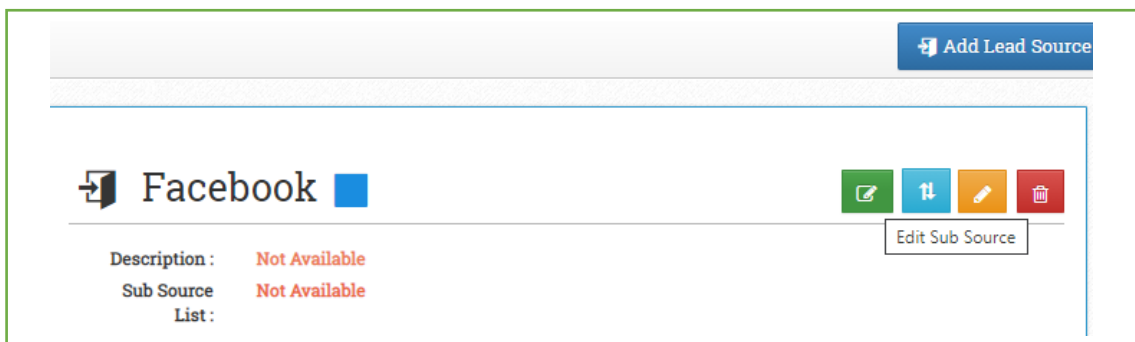 Add Lead Source
Facebook
Edit Sub Source
Description : Not Available
Sub Source Not Available
List :